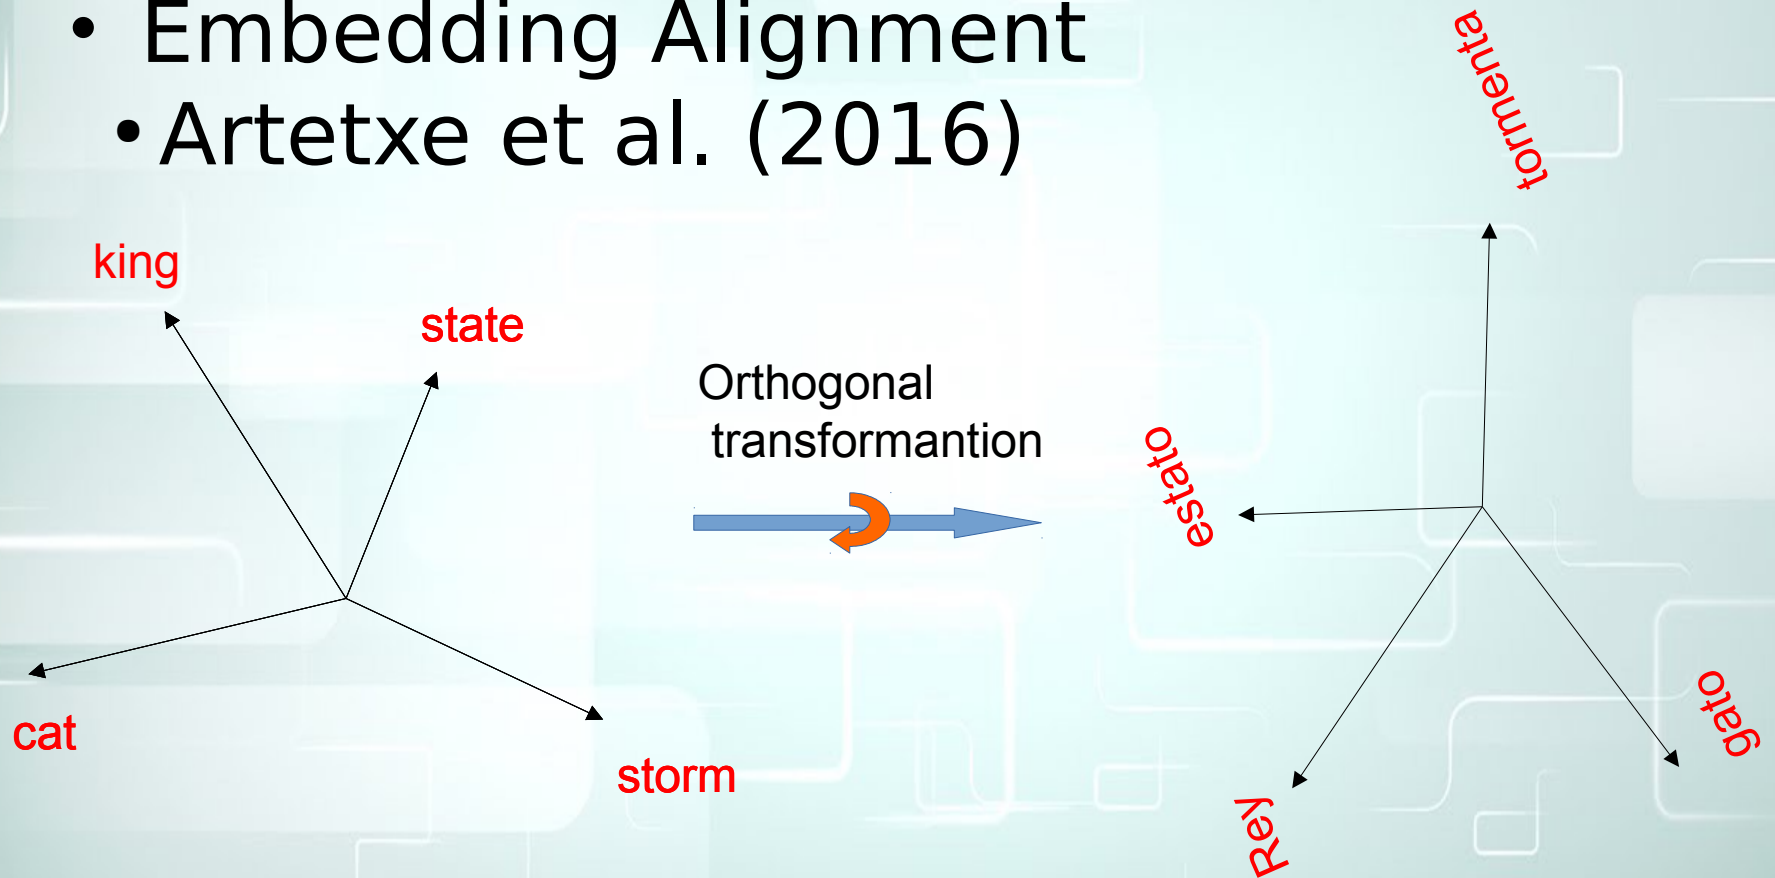 • Embedding Alignment
• Artetxe et al. (2016)
king
state
cat
storm
Orthogonal
transformantion
tormenta
estato
gato
Rey